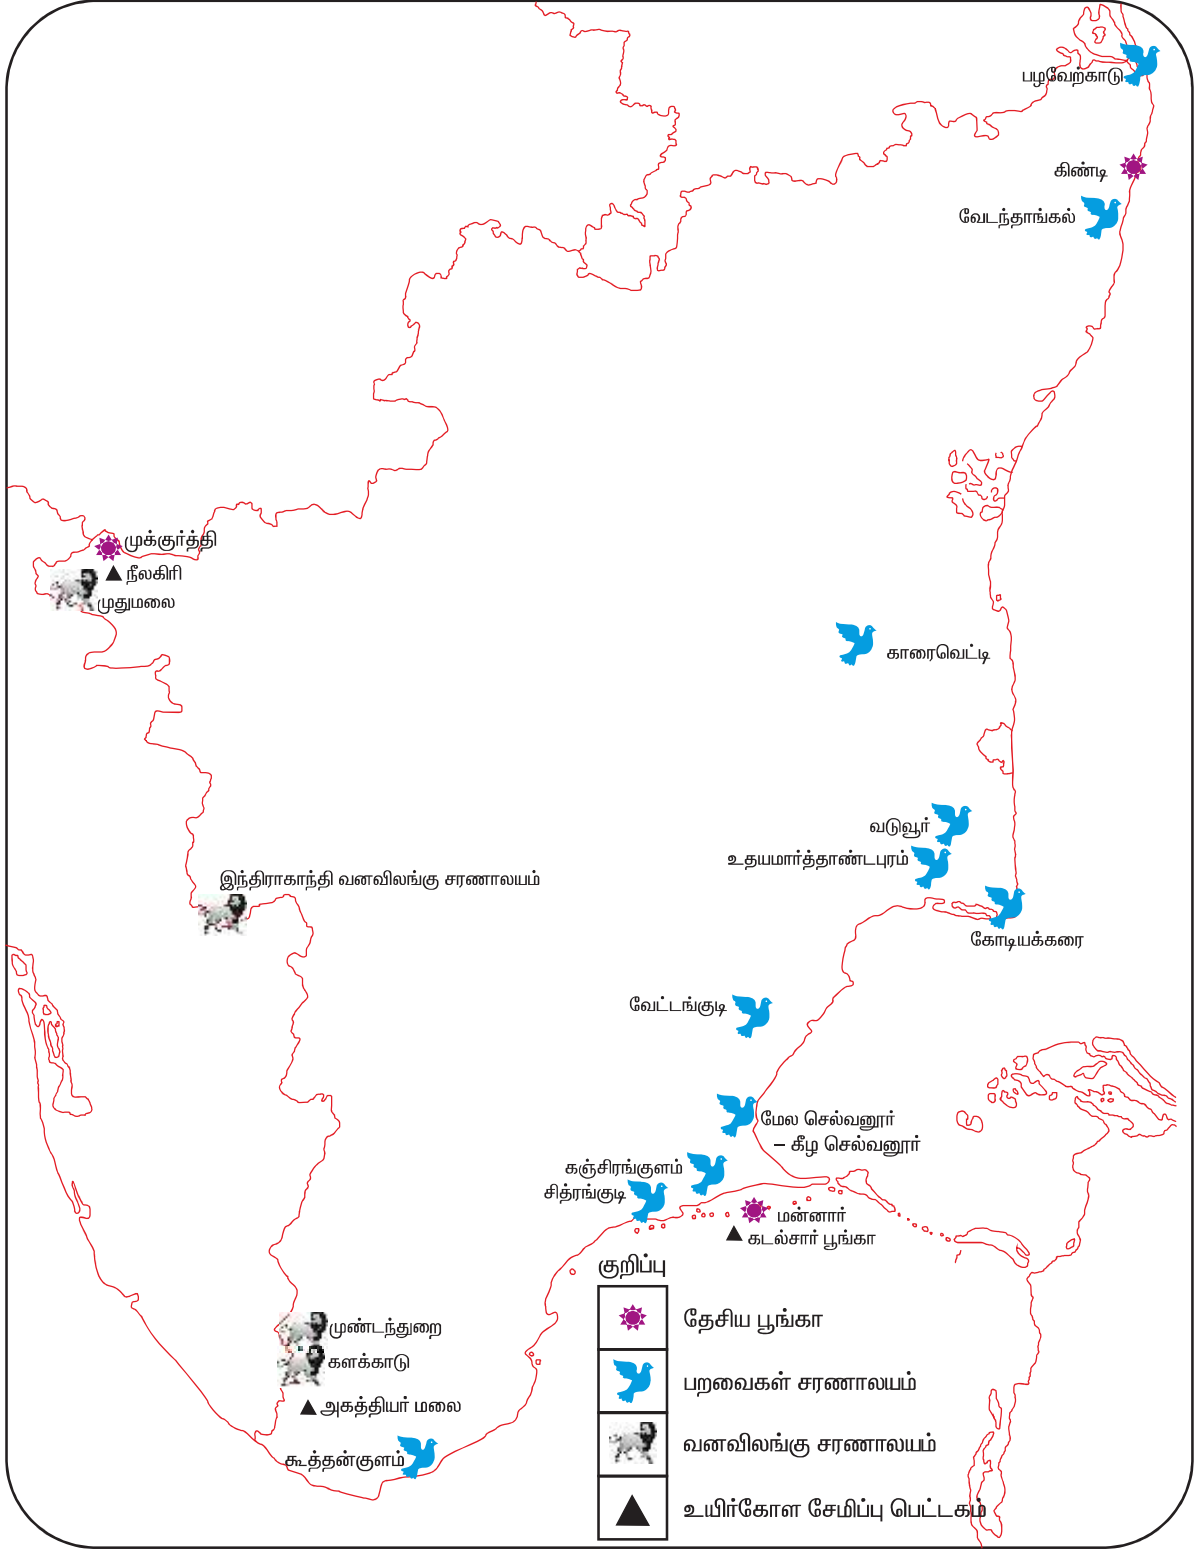 பழவேற்காடு
கிண்டி
வேடந்தாங்கல்
முக்குர்த்தி
நீலகிரி
முதுமலை
காரைவெட்டி
வடுவூர்
உதயமார்த்தாண்டபுரம்
இந்திராகாந்தி வனவிலங்கு சரணாலயம்
கோடியக்கரை
வேட்டங்குடி
மேல செல்வனூர்
– கீழ செல்வனூர்
கஞ்சிரங்குளம்
சித்ரங்குடி
மன்னார்
கடல்சார் பூங்கா
முண்டந்துறை
களக்காடு
அகத்தியர் மலை
கூத்தன்குளம்
குறிப்பு
தேசிய பூங்கா
பறவைகள் சரணாலயம்
வனவிலங்கு சரணாலயம்
உயிர்கோள சேமிப்பு பெட்டகம்